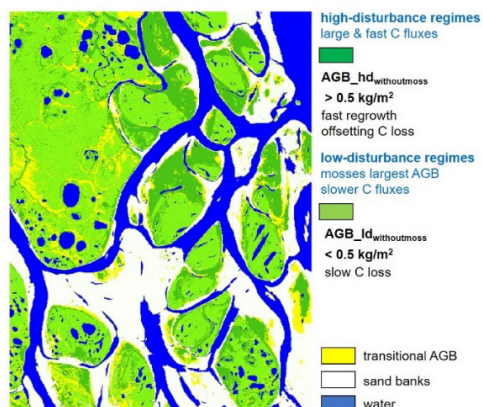 high-disturbance regimes
large & fast C fluxes
AGB_hdwithoutmoss
> 0.5 kg/m²
fast regrowth
offsetting C loss
low-disturbance regimes
mosses largest AGB
slower C fluxes
AGB_ldwithoutmoss
< 0.5 kg/m²
slow C loss
transitional AGB
sand banks
water